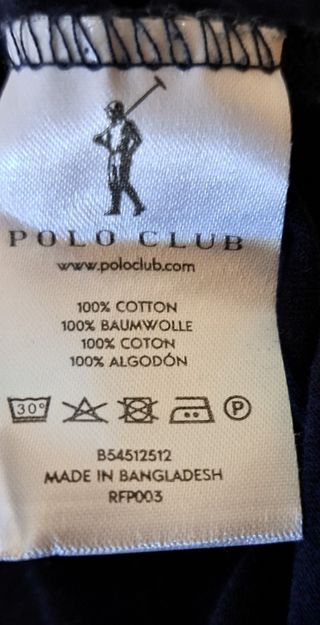 POLO CLUB
www.poloclub.com
100% COTTON
100% BAUMWOLLE
100% COTON
100% ALGODÓN
30° P
B54512512
MADE IN BANGLADESH
RFP003